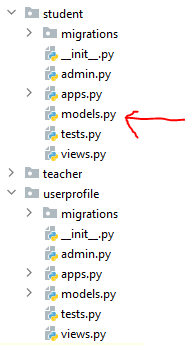 student
migrations
__init__.py
admin.py
apps.py
models.py
tests.py
views.py
teacher
userprofile
migrations
__init__.py
admin.py
apps.py
models.py
tests.py
views.py